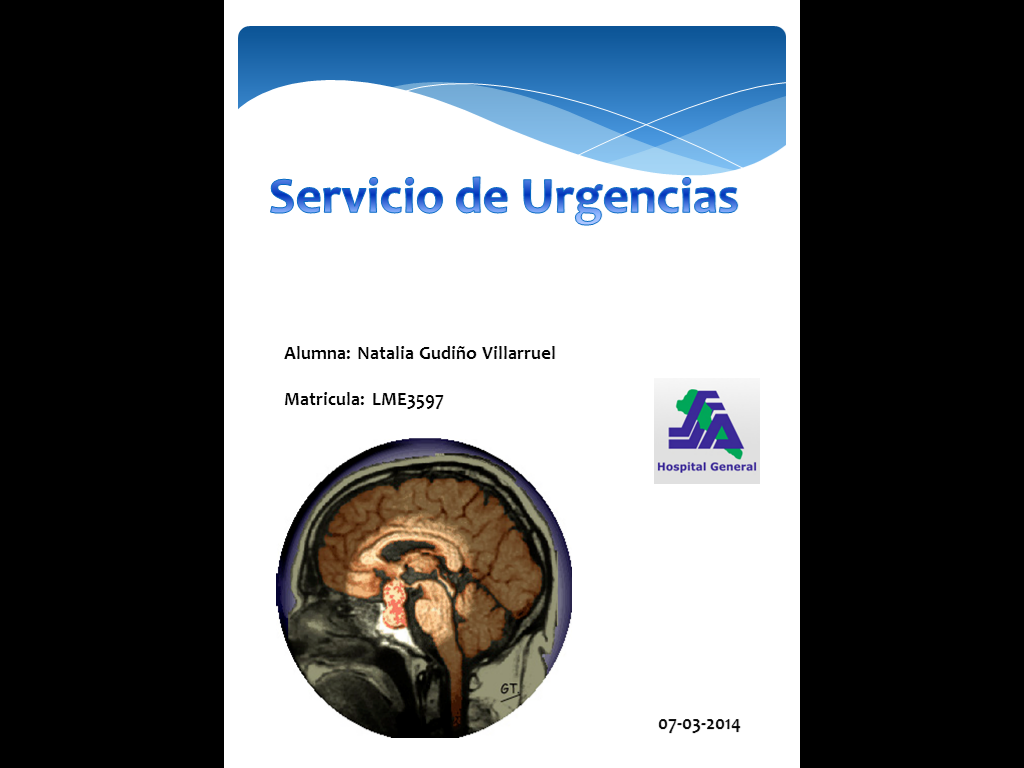 Servicio de Urgencias
Alumna: Natalia Gudiño Villarruel
Matricula: LME3597
Hospital General
GT.
07-03-2014